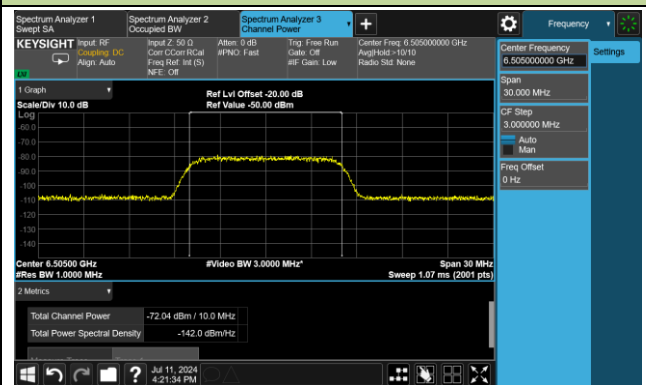 Spectrum Analyzer 1
Swept SA
Spectrum Analyzer 2
Occupied BW
Spectrum Analyzer 3
Channel Power
Frequency
KEYSIGHT
Input: RF
Coupling: DC
Align: Auto
Input Z: 50 Ω
Corr CCorr RCal
Freq Ref: Int (S)
NFE: Off
Atten: 0 dB
#PNO: Fast
Trig: Free Run
Gate: Off
#IF Gain: Low
Center Freq: 6.505000000 GHz
Avg|Hold:>10/10
Radio Std: None
Center Frequency
6.505000000 GHz
Settings
Span
30.000 MHz
CF Step
3.000000 MHz
Auto
Man
Freq Offset
0 Hz
1 Graph
Scale/Div 10.0 dB
Ref Lvl Offset -20.00 dB
Ref Value -50.00 dBm
Log
-60.0
-70.0
-80.0
-90.0
-100
-110
-120
-130
-140
Center 6.50500 GHz
#Res BW 1.0000 MHz
#Video BW 3.0000 MHz*
Span 30 MHz
Sweep 1.07 ms (2001 pts)
2 Metrics
Total Channel Power -72.04 dBm / 10.0 MHz
Total Power Spectral Density -142.0 dBm/Hz
?
Jul 11, 2024
4:21:34 PM